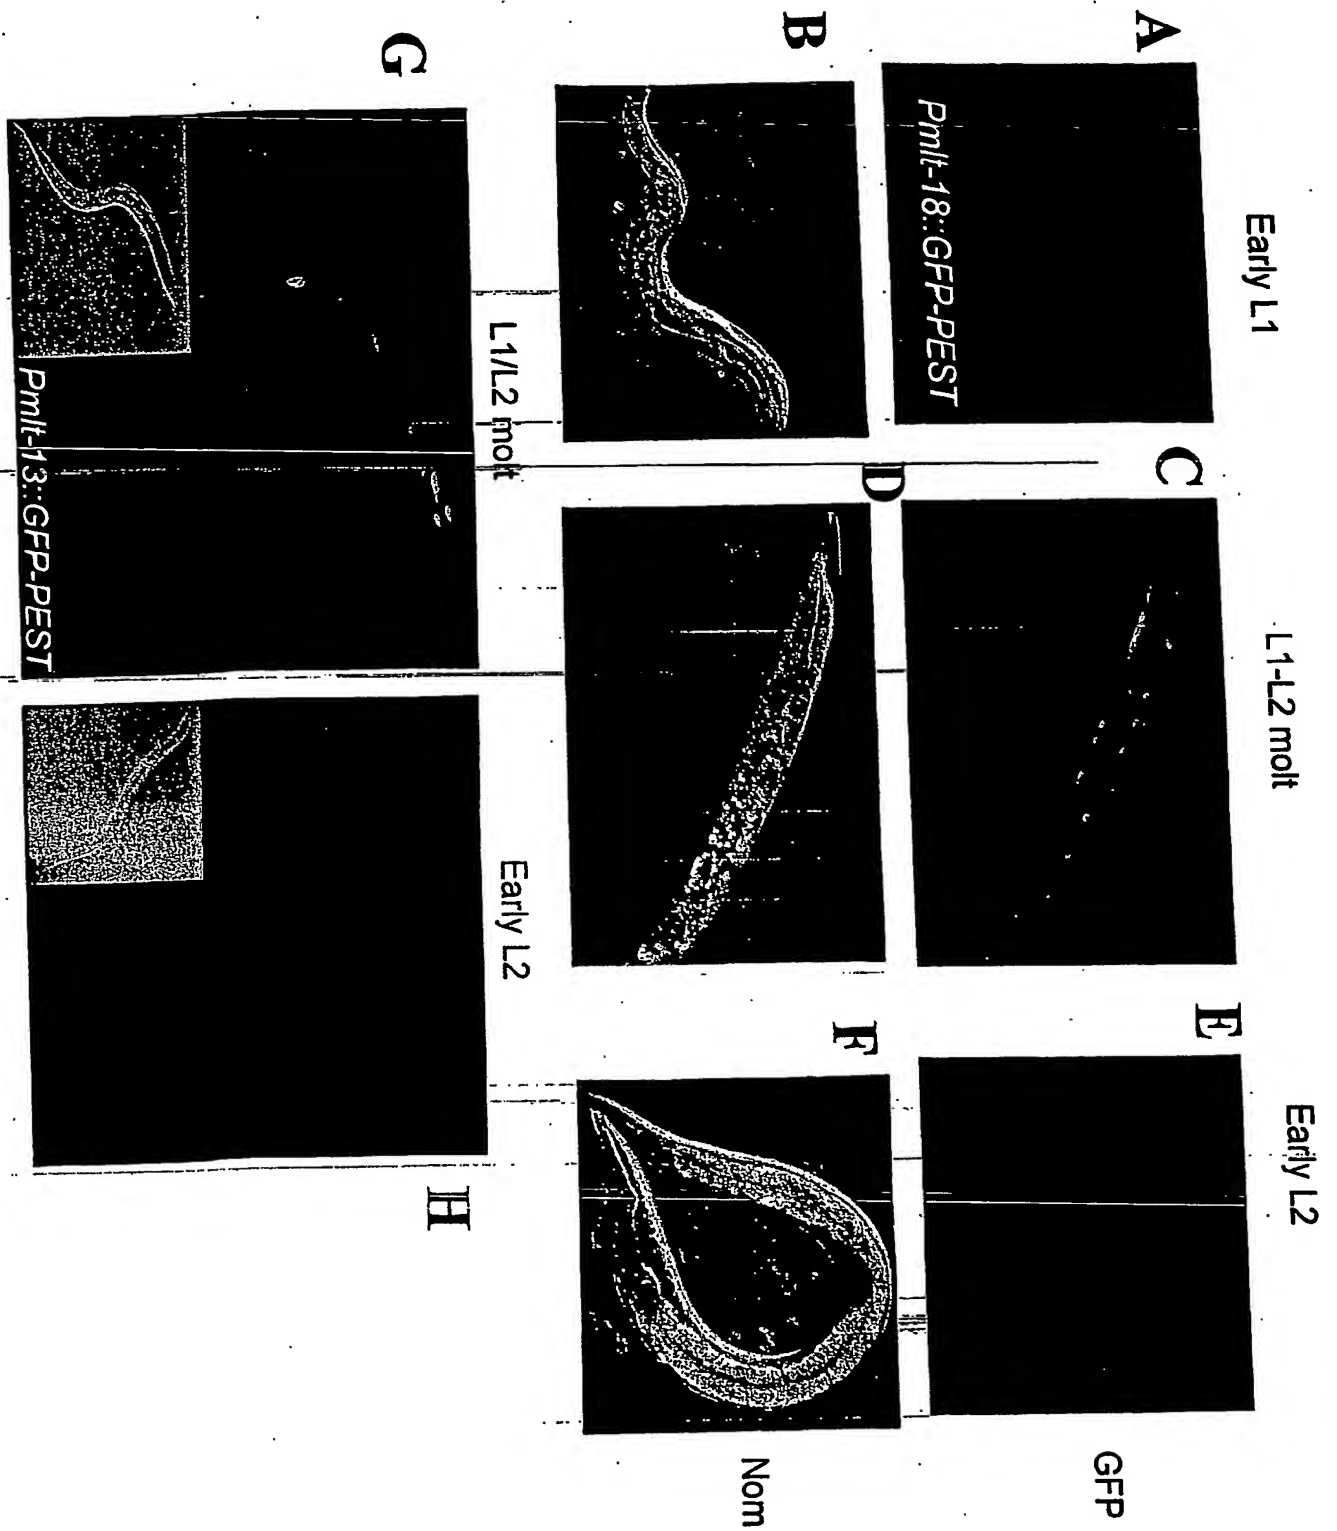 Early L1
L1-L2 molt
Early L2
A
C
E
GFP
Pmlt-18::GFP-PEST
B
D
F
Nom
L1/L2 molt
Early L2
G
H
Pmlt-13::GFP-PEST